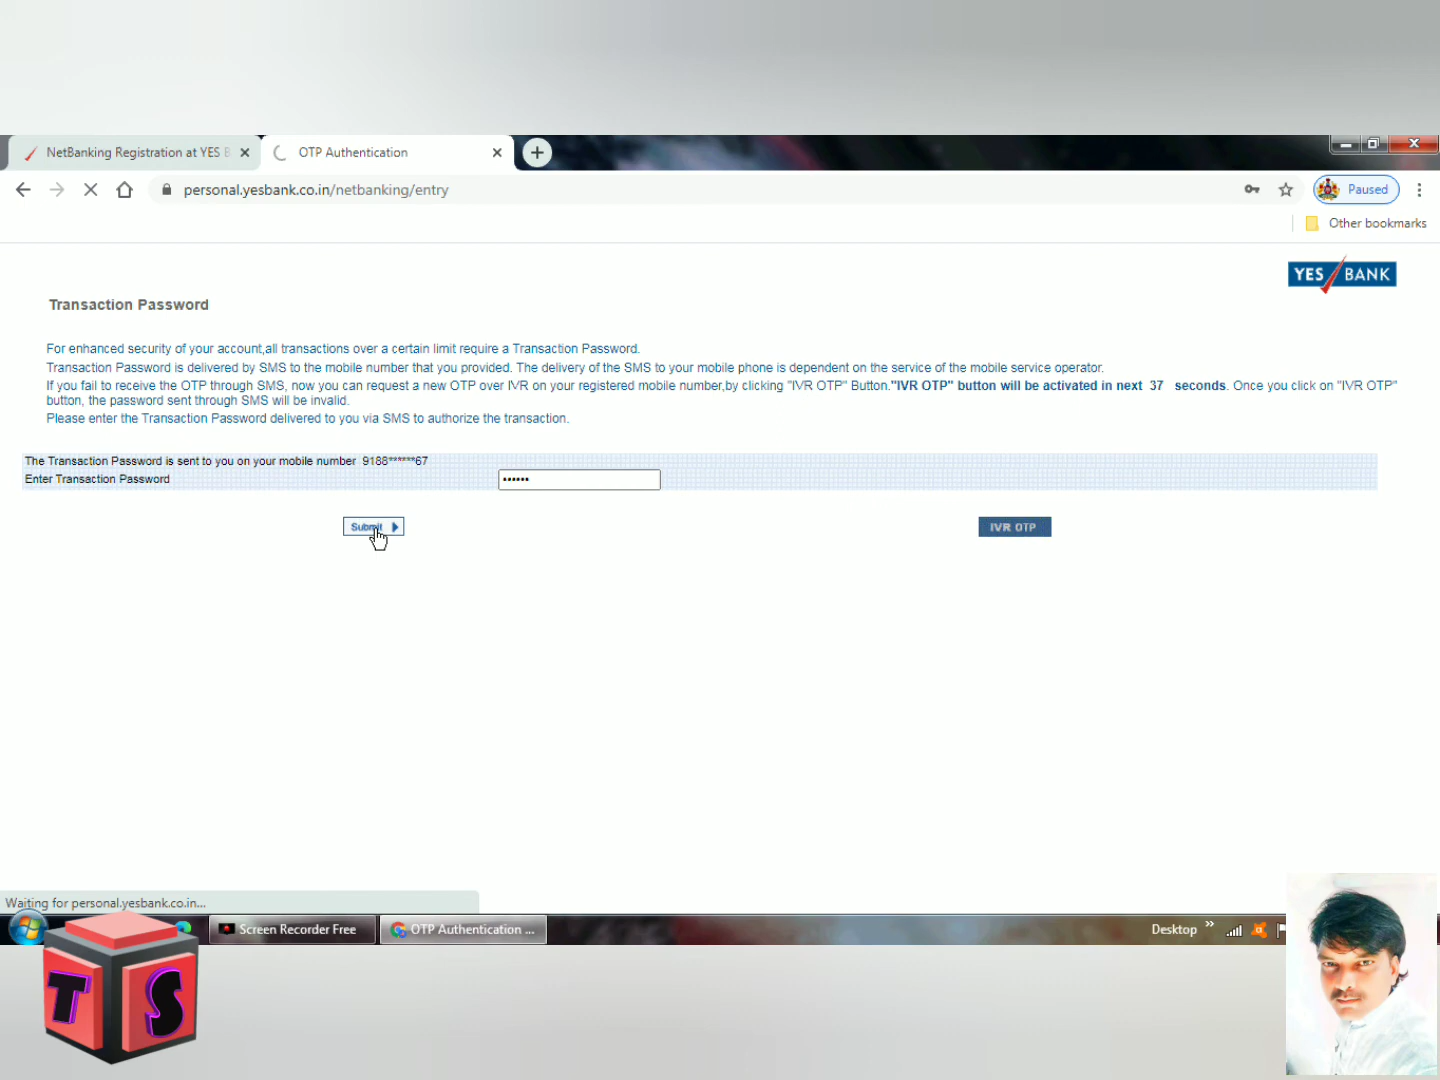 NetBanking Registration at YES B
OTP Authentication
personal.yesbank.co.in/netbanking/entry
Paused
Other bookmarks
YES BANK
Transaction Password
For enhanced security of your account,all transactions over a certain limit require a Transaction Password.
Transaction Password is delivered by SMS to the mobile number that you provided. The delivery of the SMS to your mobile phone is dependent on the service of the mobile service operator.
If you fail to receive the OTP through SMS, now you can request a new OTP over IVR on your registered mobile number,by clicking "IVR OTP" Button."IVR OTP" button will be activated in next 37 seconds. Once you click on "IVR OTP"
button, the password sent through SMS will be invalid.
Please enter the Transaction Password delivered to you via SMS to authorize the transaction.
The Transaction Password is sent to you on your mobile number 9188******67
Enter Transaction Password ••••••
Submit
IVR OTP
Waiting for personal.yesbank.co.in...
Screen Recorder Free
OTP Authentication ...
Desktop
T S